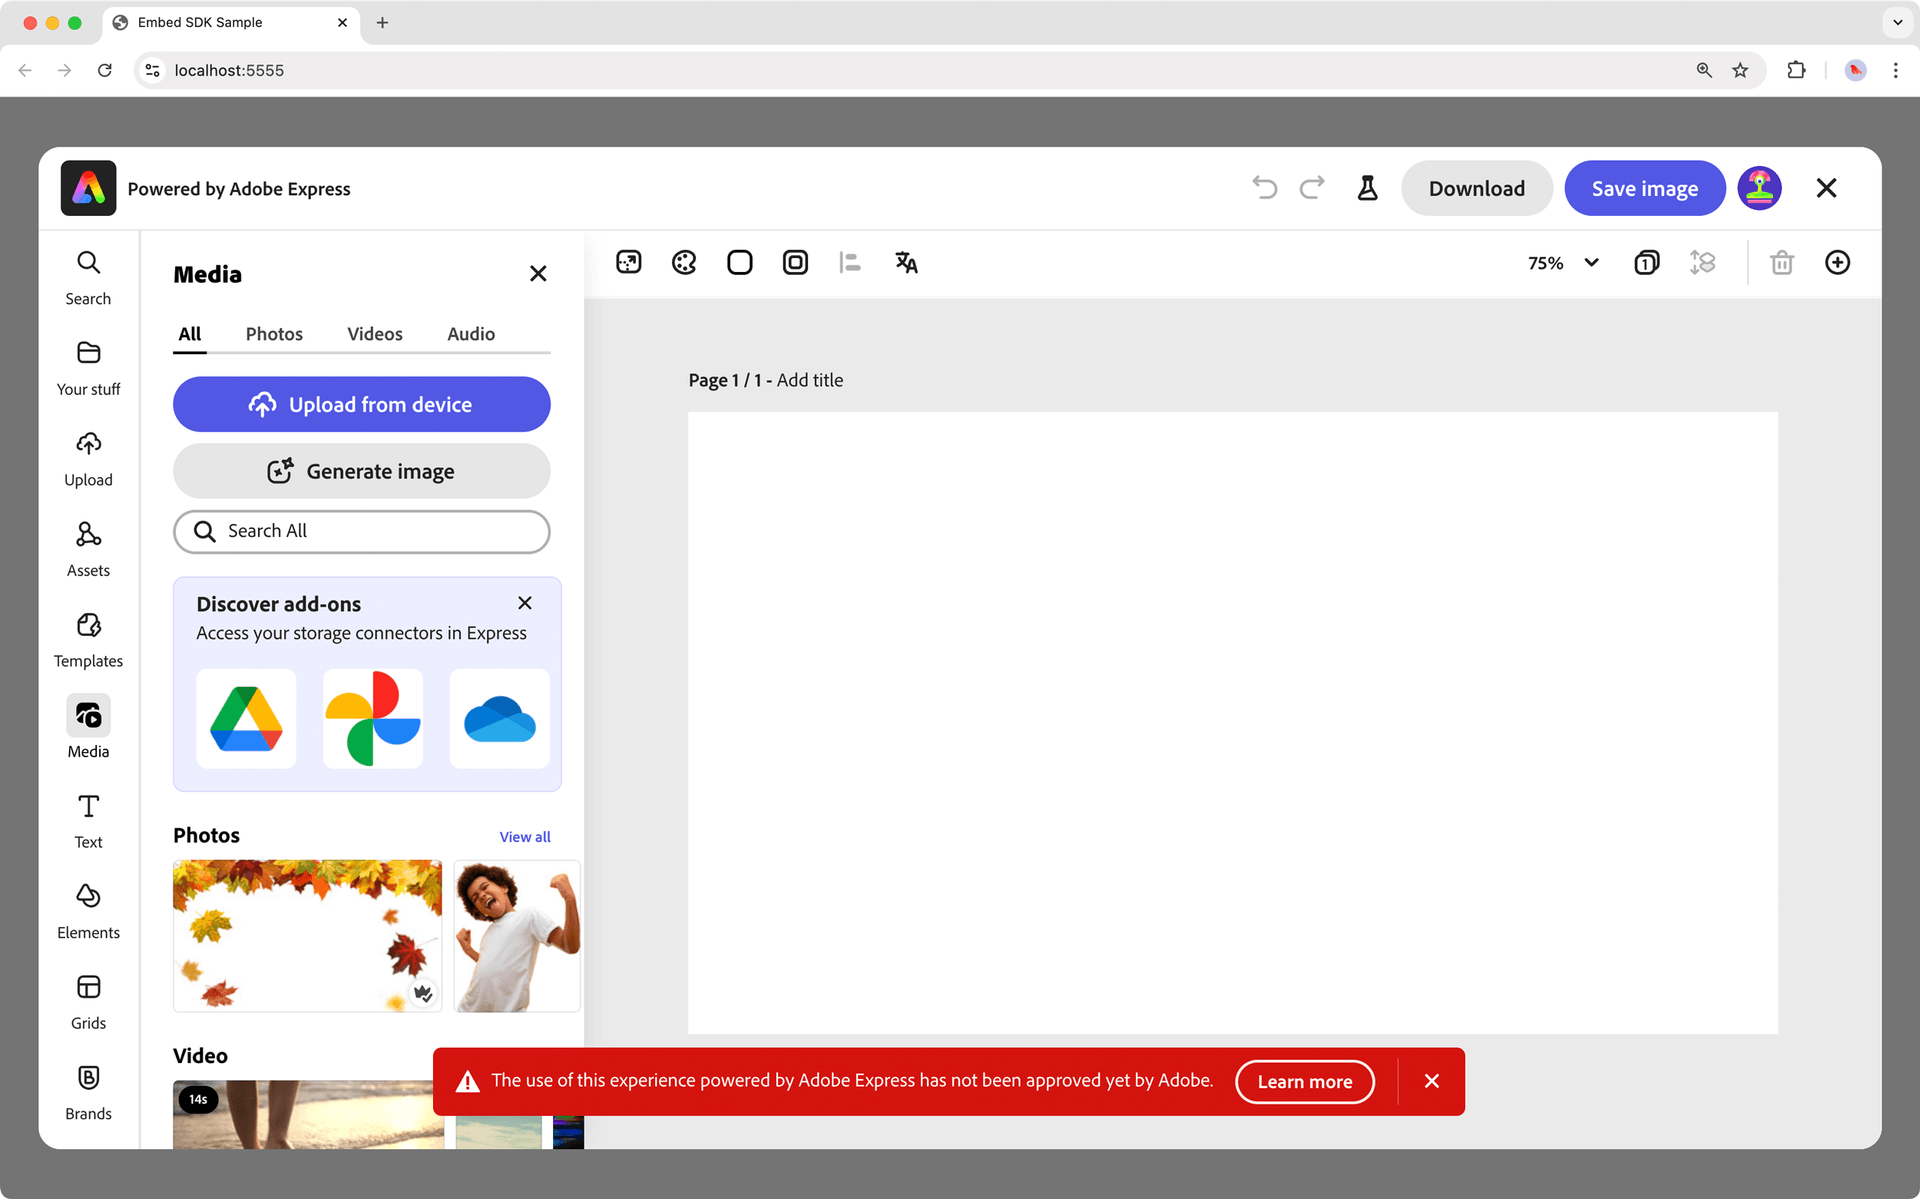 Embed SDK Sample
localhost:5555
Powered by Adobe Express
Download
Save image
Search
Your stuff
Upload
Assets
Templates
Media
Text
Elements
Grids
Brands
Media
All Photos Videos Audio
Upload from device
Generate image
Search All
Discover add-ons
Access your storage connectors in Express
Photos
View all
Video
14s
75%
1
Page 1 / 1 - Add title
The use of this experience powered by Adobe Express has not been approved yet by Adobe.
Learn more